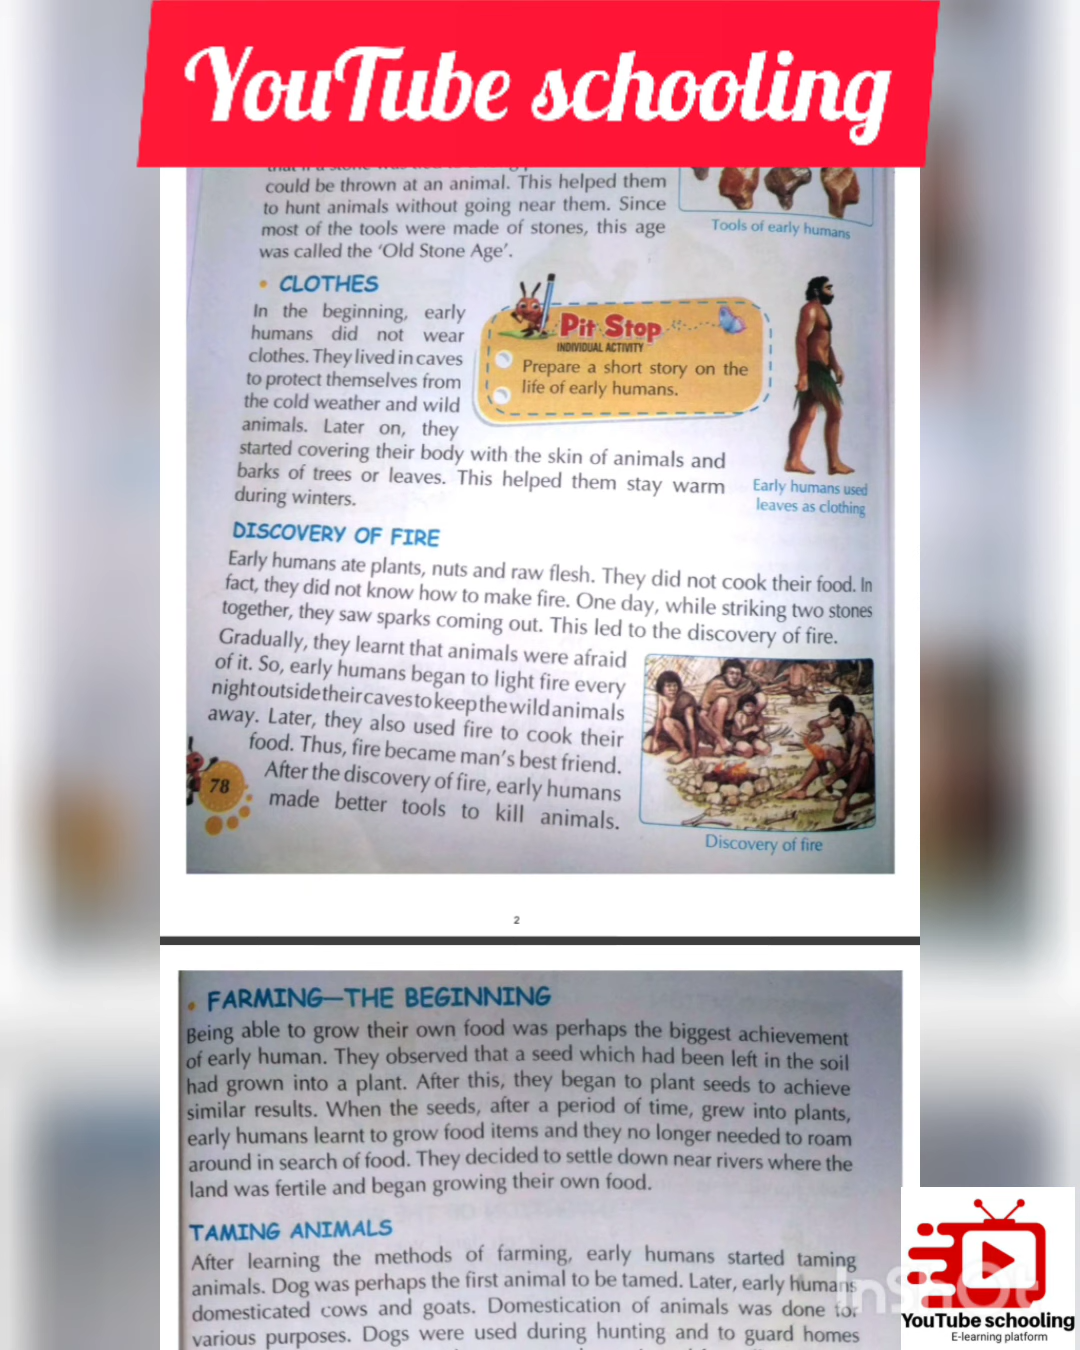 YouTube schooling
could be thrown at an animal. This helped them
to hunt animals without going near them. Since
most of the tools were made of stones, this age
was called the 'Old Stone Age'.
Tools of early humans
• CLOTHES
In the beginning, early
humans did not wear
clothes. They lived in caves
to protect themselves from
the cold weather and wild
animals. Later on, they
started covering their body with the skin of animals and
barks of trees or leaves. This helped them stay warm
during winters.
Pit Stop
INDIVIDUAL ACTIVITY
Prepare a short story on the
life of early humans.
Early humans used
leaves as clothing
DISCOVERY OF FIRE
Early humans ate plants, nuts and raw flesh. They did not cook their food. In
fact, they did not know how to make fire. One day, while striking two stones
together, they saw sparks coming out. This led to the discovery of fire.
Gradually, they learnt that animals were afraid
of it. So, early humans began to light fire every
night outside their caves to keep the wild animals
away. Later, they also used fire to cook their
food. Thus, fire became man's best friend.
After the discovery of fire, early humans
made better tools to kill animals.
78
Discovery of fire
2
• FARMING—THE BEGINNING
Being able to grow their own food was perhaps the biggest achievement
of early human. They observed that a seed which had been left in the soil
had grown into a plant. After this, they began to plant seeds to achieve
similar results. When the seeds, after a period of time, grew into plants,
early humans learnt to grow food items and they no longer needed to roam
around in search of food. They decided to settle down near rivers where the
land was fertile and began growing their own food.
TAMING ANIMALS
After learning the methods of farming, early humans started taming
animals. Dog was perhaps the first animal to be tamed. Later, early humans
domesticated cows and goats. Domestication of animals was done for
various purposes. Dogs were used during hunting and to guard homes
InShOt
YouTube schooling
E-learning platform